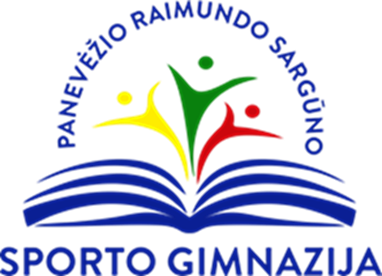 PANEVĖŽIO RAIMUNDO SARGŪNO
SPORTO GIMNAZIJA